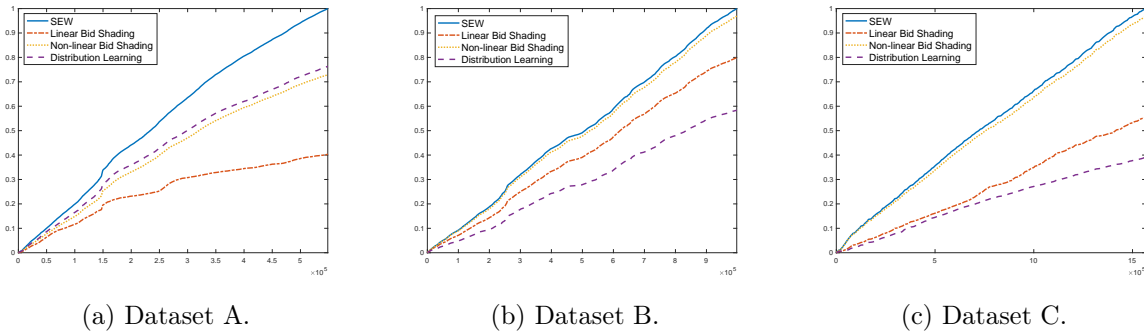 SEW
Linear Bid Shading
Non-linear Bid Shading
Distribution Learning
1
0.9
0.8
0.7
0.6
0.5
0.4
0.3
0.2
0.1
0
0 0.5 1 1.5 2 2.5 3 3.5 4 4.5 5
×10^5
(a) Dataset A.
SEW
Linear Bid Shading
Non-linear Bid Shading
Distribution Learning
1
0.9
0.8
0.7
0.6
0.5
0.4
0.3
0.2
0.1
0
0 1 2 3 4 5 6 7 8 9
×10^5
(b) Dataset B.
SEW
Linear Bid Shading
Non-linear Bid Shading
Distribution Learning
1
0.9
0.8
0.7
0.6
0.5
0.4
0.3
0.2
0.1
0
0 5 10 15
×10^5
(c) Dataset C.